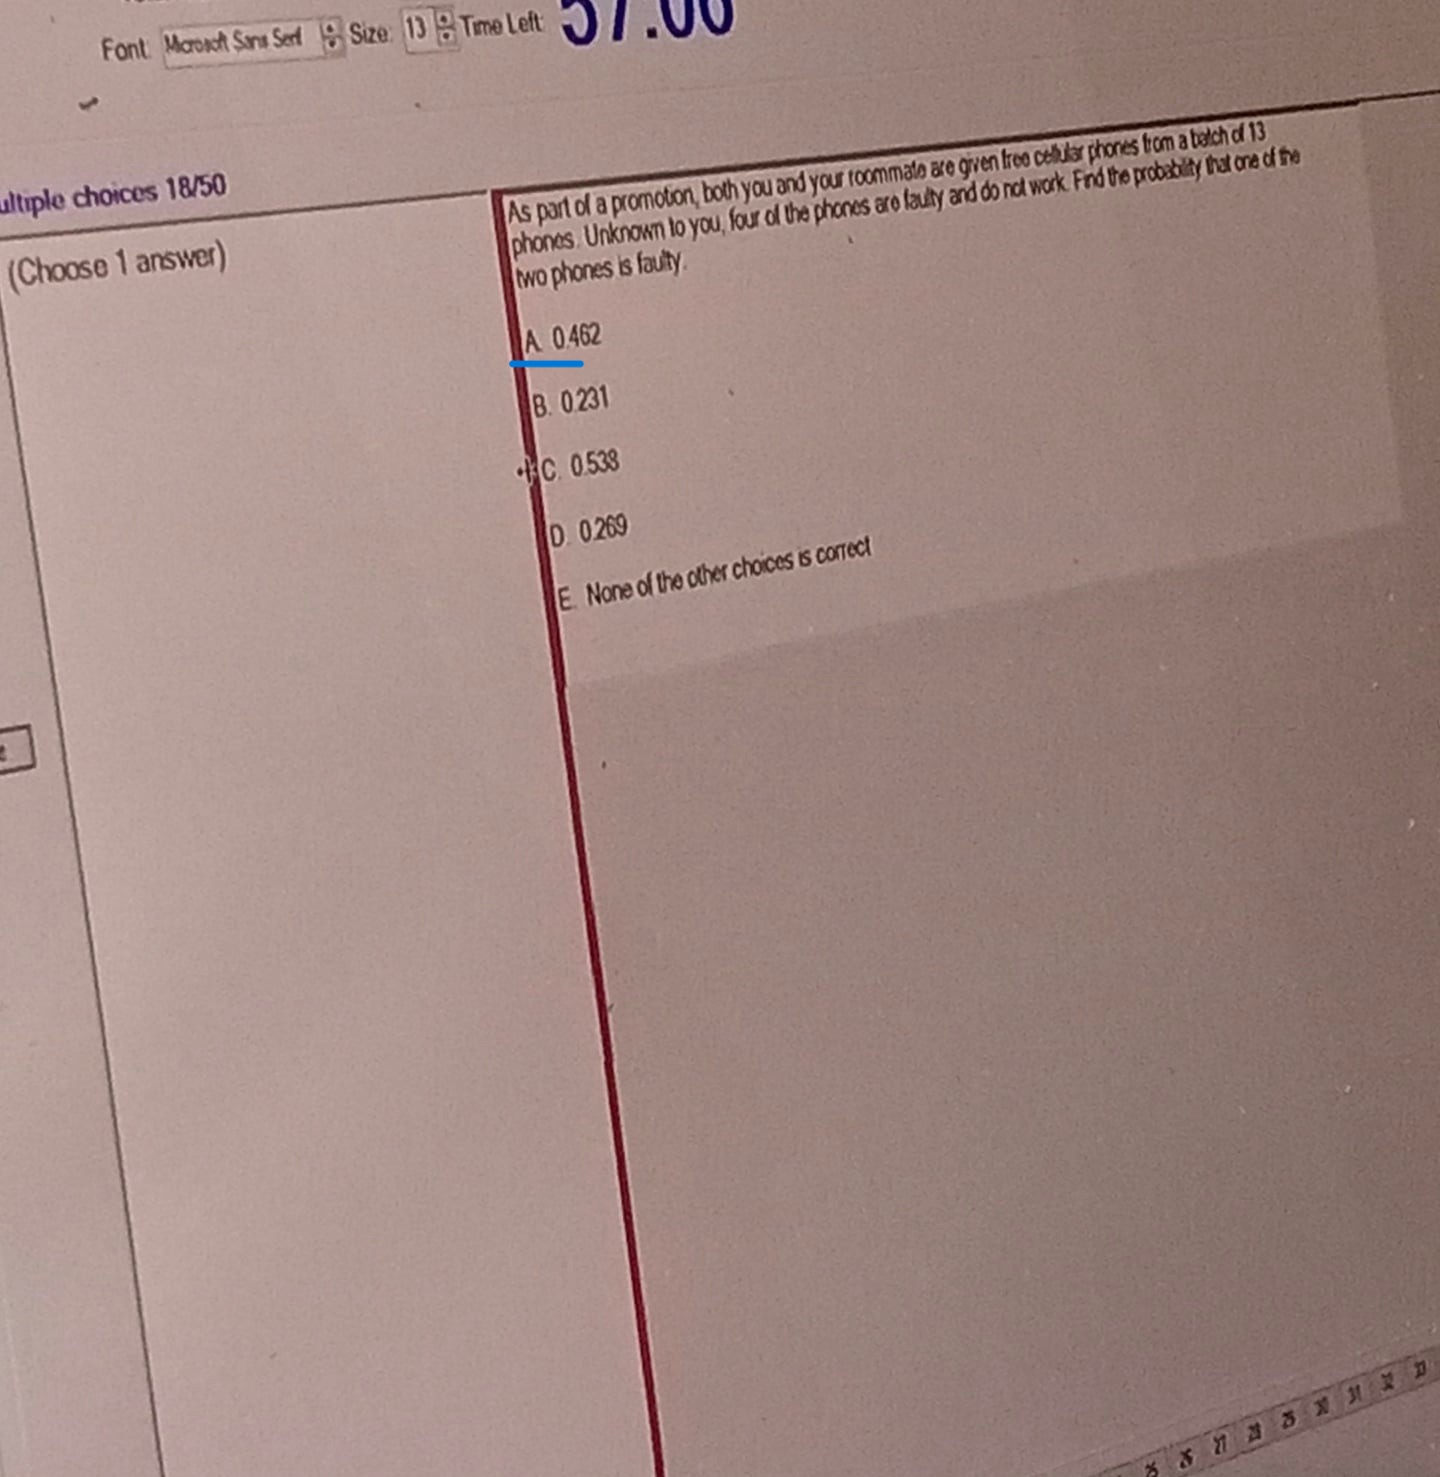 Font: Microsoft Sans Serif Size: 13 Time Left:
ultiple choices 18/50
(Choose 1 answer)
As part of a promotion, both you and your roommate are given free cellular phones from a batch of 13
phones. Unknown to you, four of the phones are faulty and do not work. Find the probability that one of the
two phones is faulty.
A. 0.462
B. 0.231
C. 0.538
D. 0.269
E. None of the other choices is correct
25 26 27 28 29 30 31 32 33